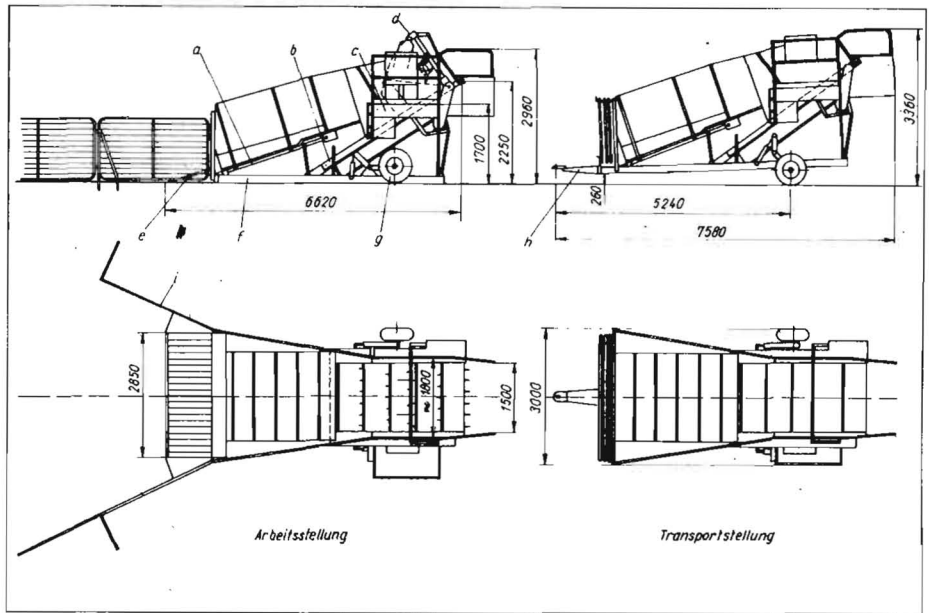 a
b
c
d
2960
2250
1700
3360
6620
5240
7580
260
e
f
g
h
i
2850
≈ 1800
1500
3000
Arbeitsstellung
Transportstellung